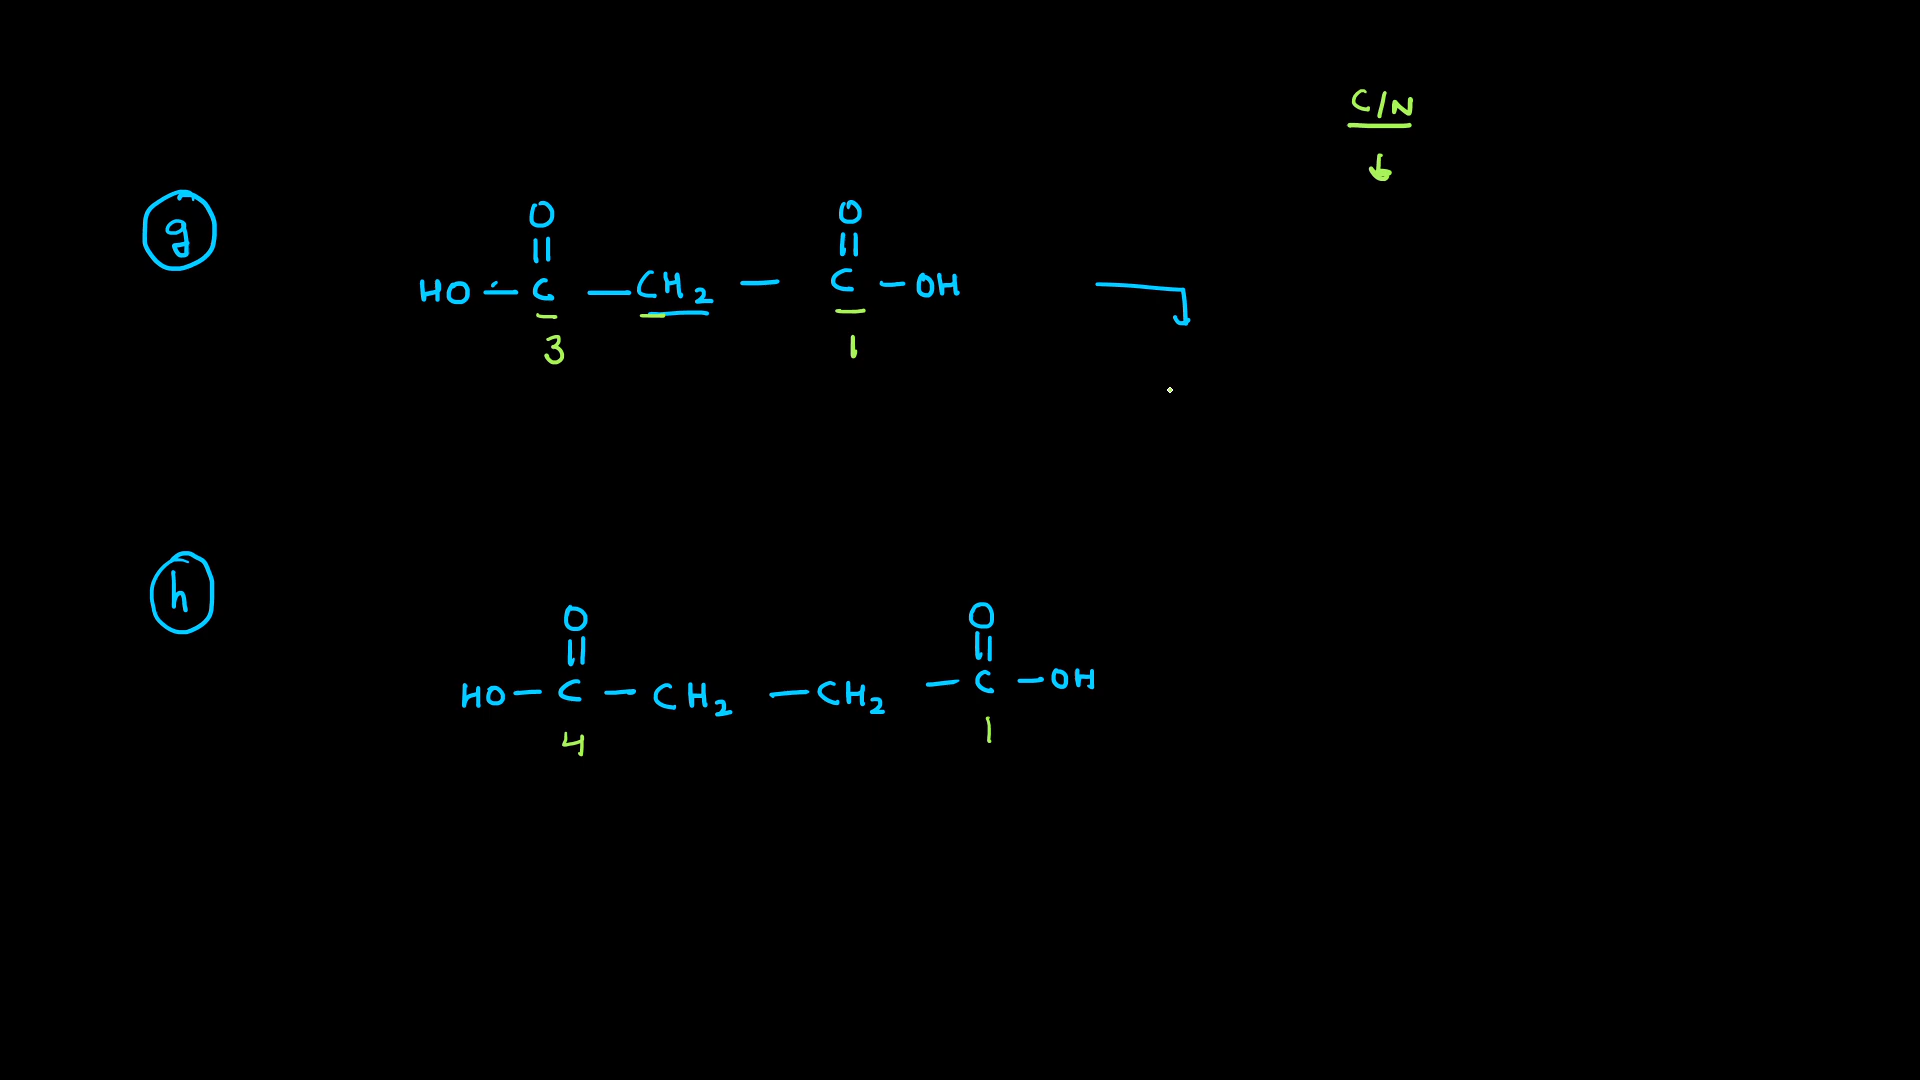 C/N
g
O O
|| ||
HO - C - CH2 - C - OH
3 1
h
O O
|| ||
HO - C - CH2 - CH2 - C - OH
4 1